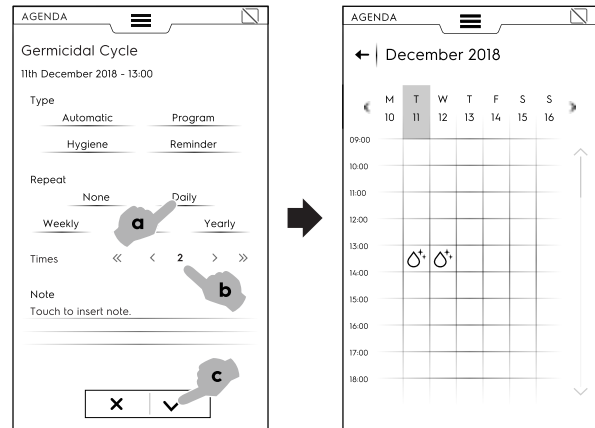 AGENDA
Germicidal Cycle
11th December 2018 - 13:00
Type
Automatic Program
Hygiene Reminder
Repeat
None Daily
Weekly Yearly
Times « < 2 > »
Note
Touch to insert note.
a
b
c
AGENDA
December 2018
M T W T F S S
10 11 12 13 14 15 16
09:00
10:00
11:00
12:00
13:00
14:00
15:00
16:00
17:00
18:00